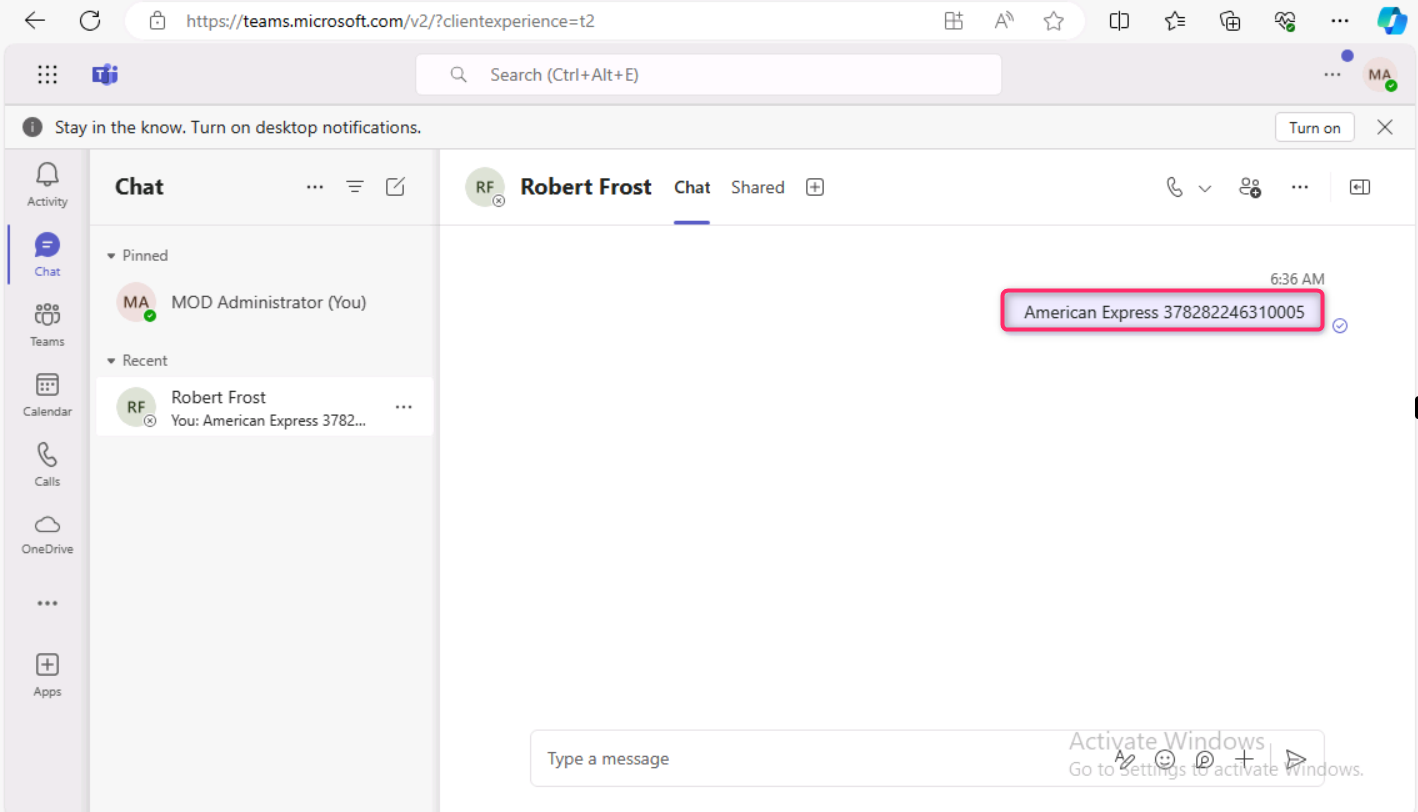 https://teams.microsoft.com/v2/?clientexperience=t2
Search (Ctrl+Alt+E)
MA
Stay in the know. Turn on desktop notifications.
Turn on
Activity
Chat
Teams
Calendar
Calls
OneDrive
Apps
Chat
Pinned
MA
MOD Administrator (You)
Recent
RF
Robert Frost
You: American Express 3782...
RF
Robert Frost
Chat
Shared
6:36 AM
American Express 378282246310005
Type a message
Activate Windows
Go to Settings to activate Windows.